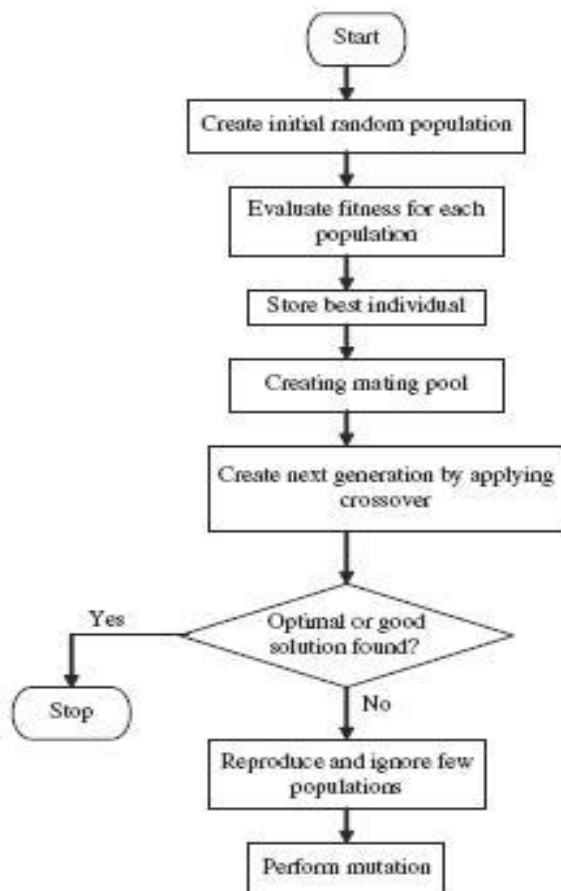 Start
Create initial random population
Evaluate fitness for each
population
Store best individual
Creating mating pool
Create next generation by applying
crossover
Optimal or good
solution found?
Yes
Stop
No
Reproduce and ignore few
populations
Perform mutation